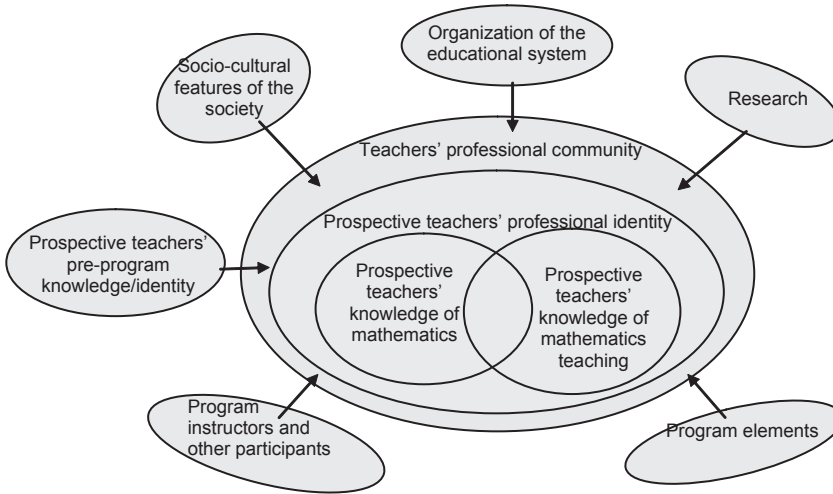 Organization of the
educational system
Socio-cultural
features of the
society
Research
Teachers' professional community
Prospective teachers' professional identity
Prospective teachers'
pre-program
knowledge/identity
Prospective
teachers'
knowledge of
mathematics
Prospective
teachers'
knowledge of
mathematics
teaching
Program
instructors and
other participants
Program elements